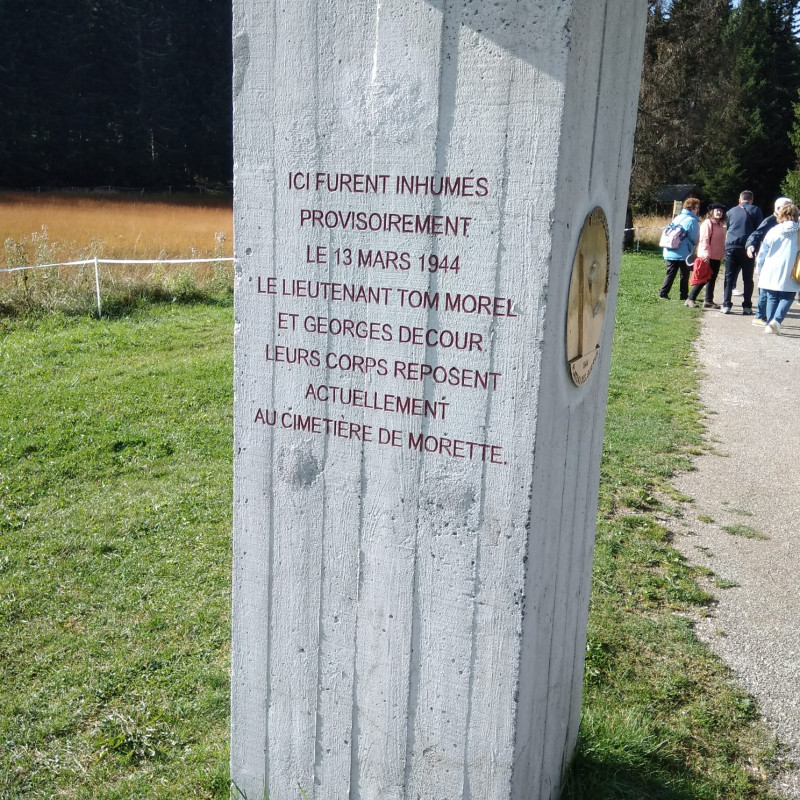 ICI FURENT INHUMÉS
PROVISOIREMENT
LE 13 MARS 1944
LE LIEUTENANT TOM MOREL
ET GEORGES DECOUR
LEURS CORPS REPOSENT
ACTUELLEMENT
AU CIMETIÈRE DE MORETTE.